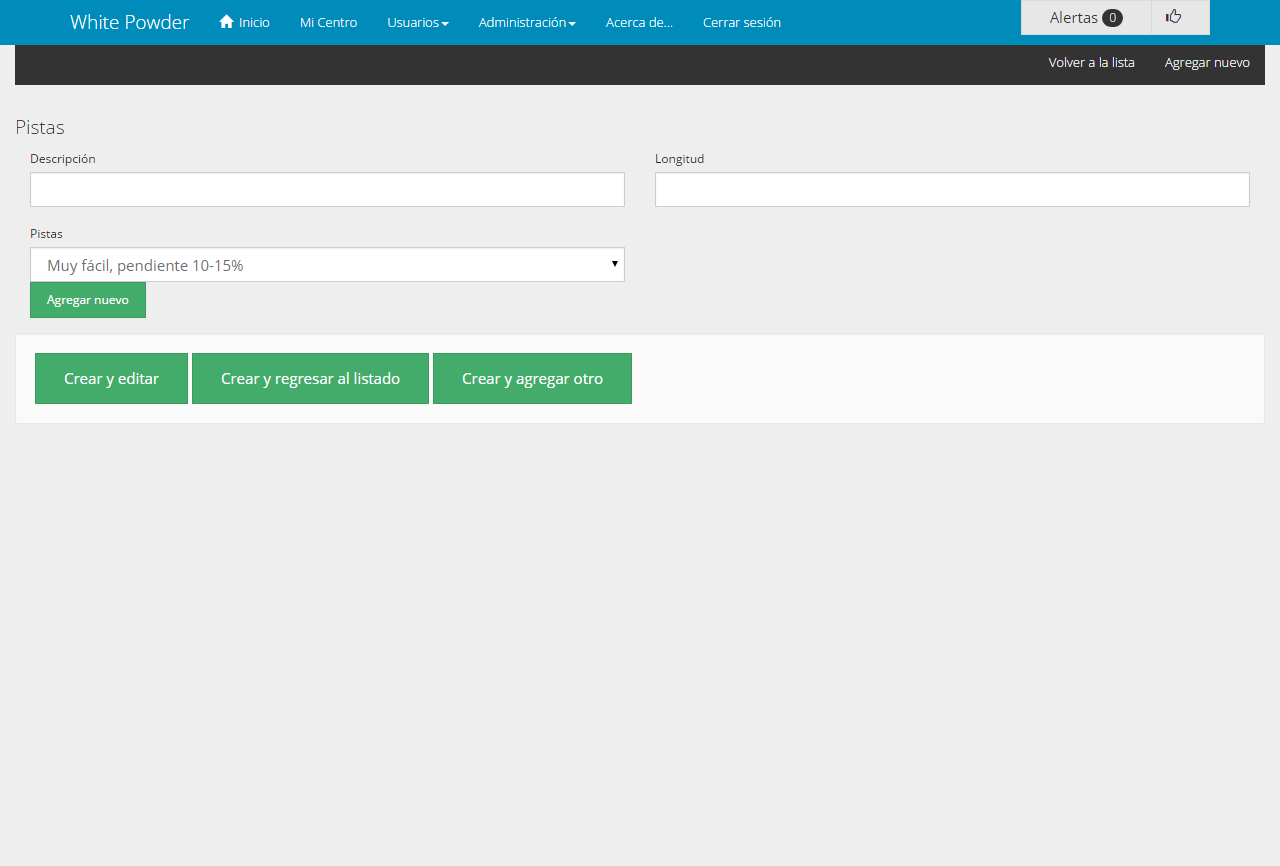 White Powder Inicio Mi Centro Usuarios Administración Acerca de... Cerrar sesión Alertas 0
Volver a la lista Agregar nuevo
Pistas
Descripción Longitud
Pistas
Muy fácil, pendiente 10-15%
Agregar nuevo
Crear y editar Crear y regresar al listado Crear y agregar otro